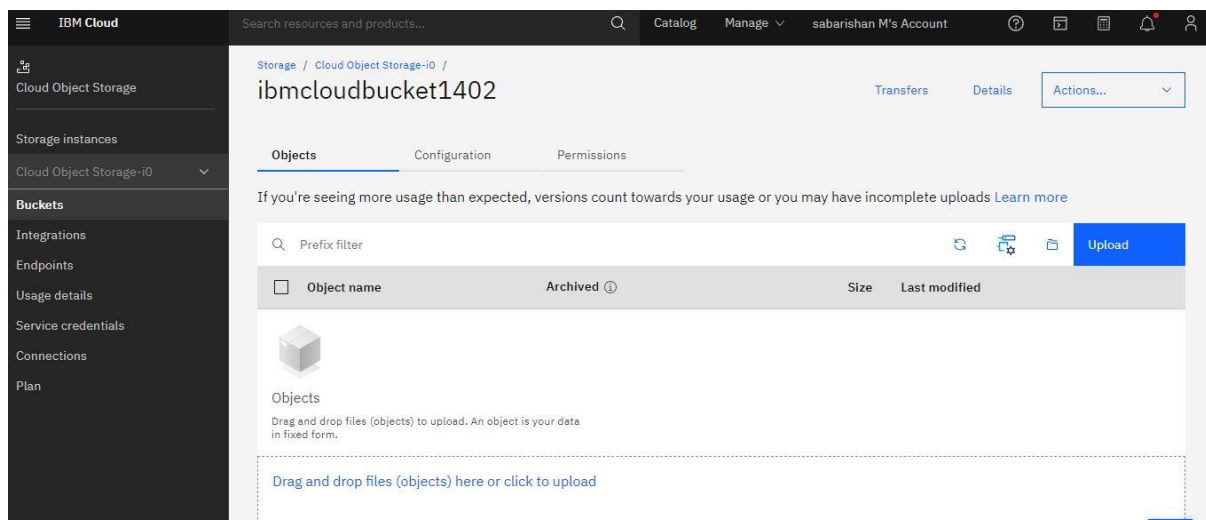 IBM Cloud
Search resources and products...
Catalog
Manage
sabarishan M's Account
Cloud Object Storage
Storage instances
Cloud Object Storage-i0
Buckets
Integrations
Endpoints
Usage details
Service credentials
Connections
Plan
Storage / Cloud Object Storage-i0 /
ibmcloudbucket1402
Transfers
Details
Actions...
Objects
Configuration
Permissions
If you're seeing more usage than expected, versions count towards your usage or you may have incomplete uploads Learn more
Prefix filter
Upload
Object name
Archived
Size
Last modified
Objects
Drag and drop files (objects) to upload. An object is your data
in fixed form.
Drag and drop files (objects) here or click to upload